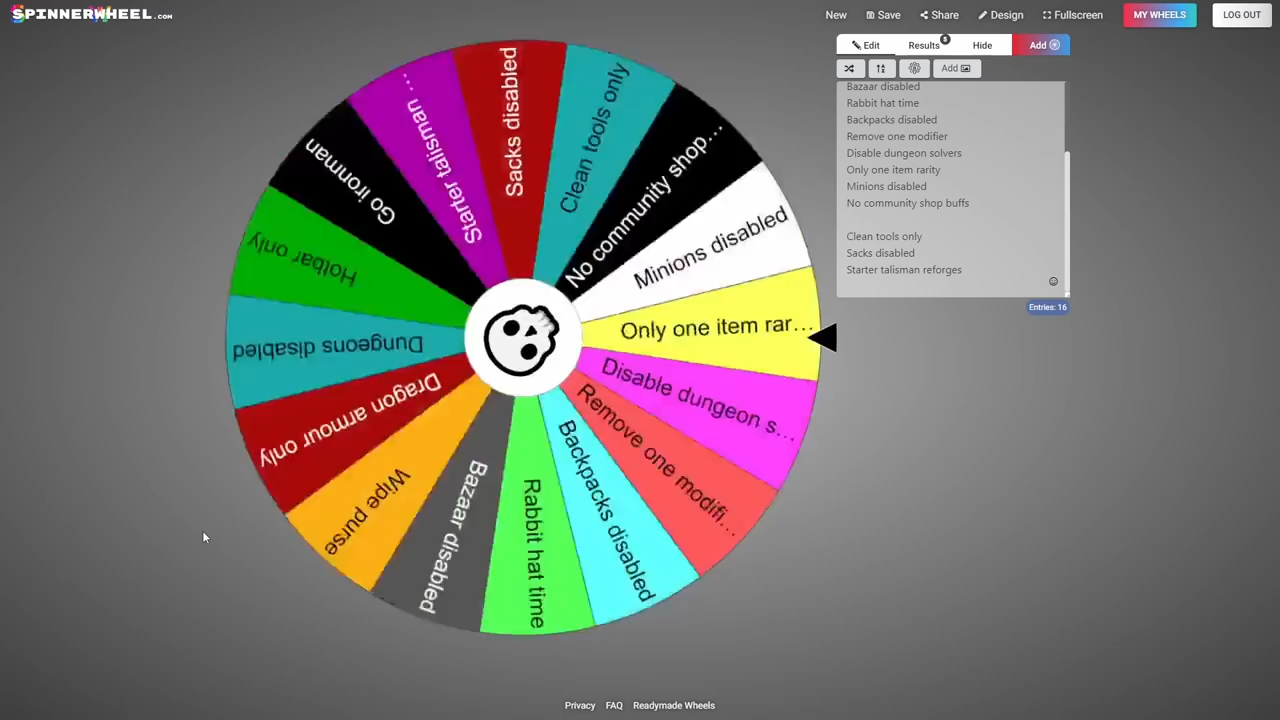 SPINNERWHEEL.COM
New
Save
Share
Design
Fullscreen
MY WHEELS
LOG OUT
Edit
Results
5
Hide
Add
Add
Bazaar disabled
Rabbit hat time
Backpacks disabled
Remove one modifier
Disable dungeon solvers
Only one item rarity
Minions disabled
No community shop buffs
Clean tools only
Sacks disabled
Starter talisman reforges
Entries: 16
Sacks disabled
Clean tools only
No community shop...
Minions disabled
Only one item rar...
Disable dungeon s...
Remove one modifi...
Backpacks disabled
Rabbit hat time
Bazaar disabled
Wipe purse
Dragon armour only
Dungeons disabled
Hotbar only
Go ironman
Starter talisman ...
Privacy
FAQ
Readymade Wheels